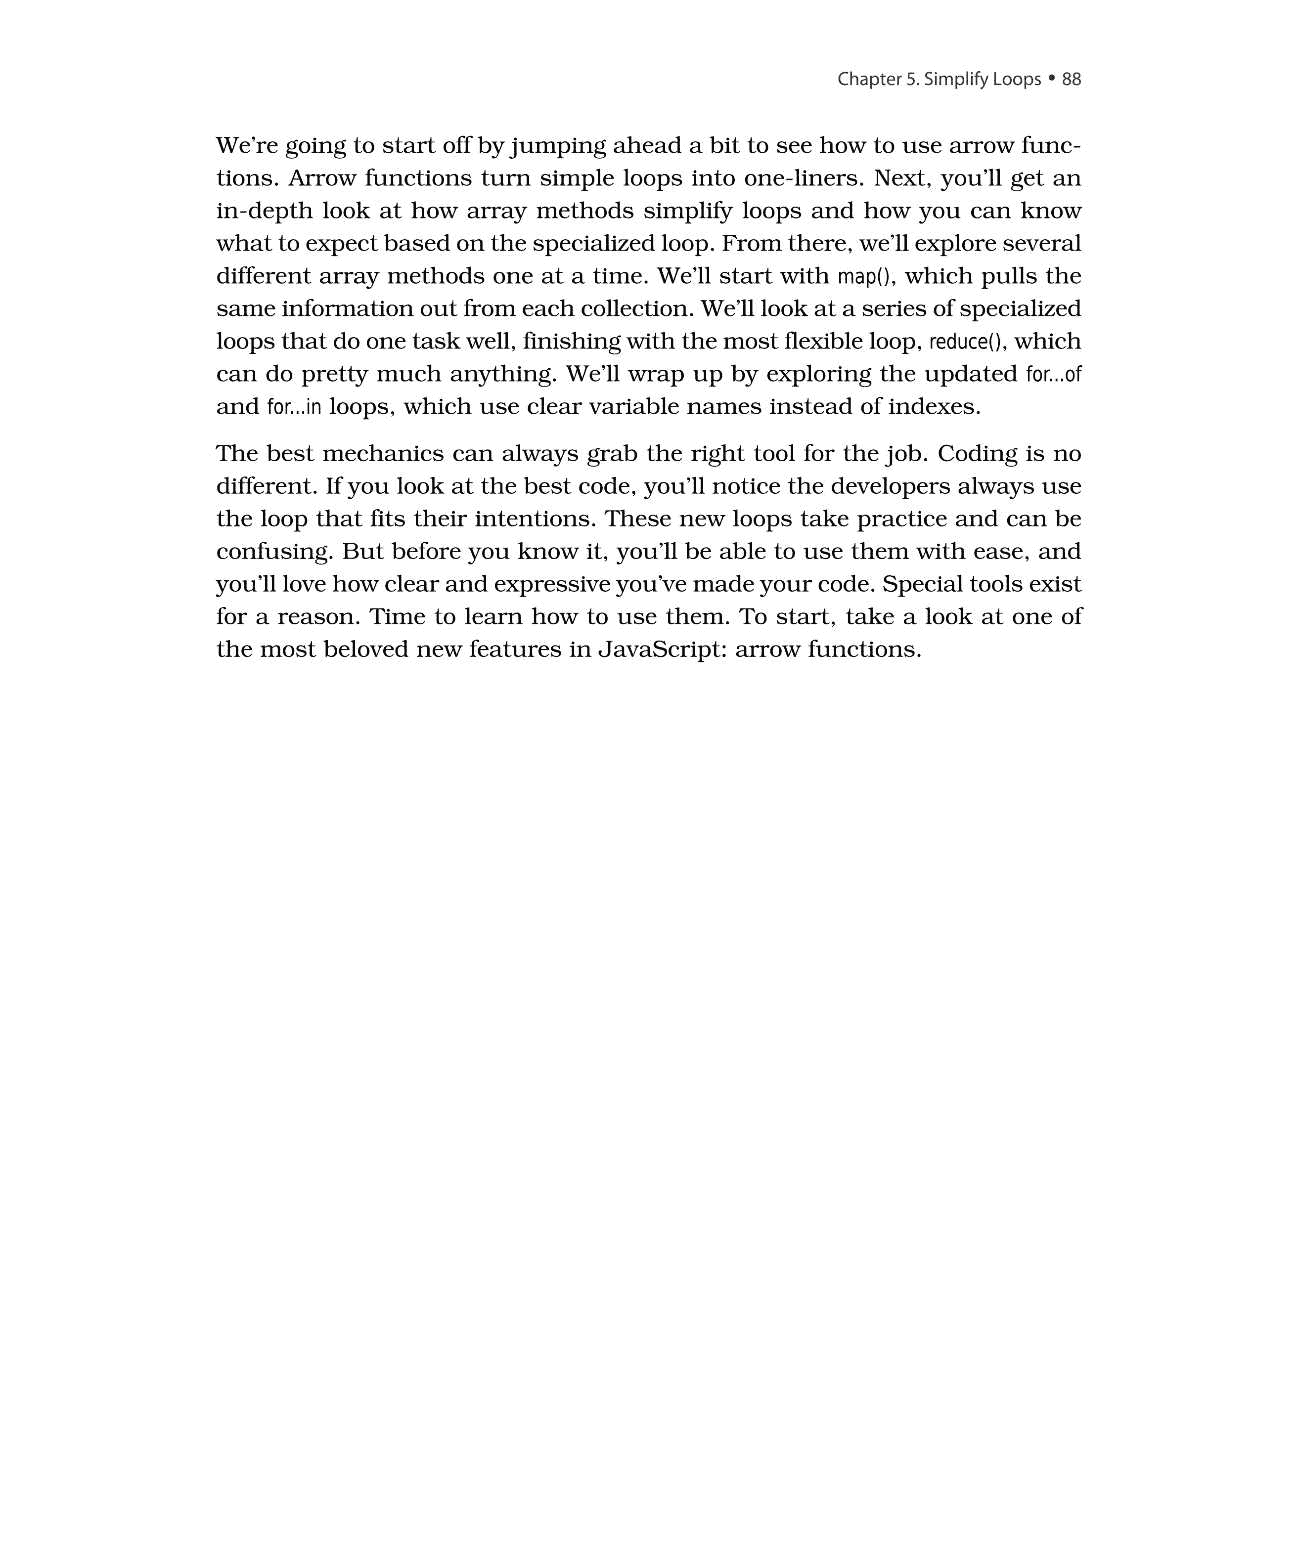 Chapter 5. Simplify Loops • 88
We’re going to start off by jumping ahead a bit to see how to use arrow func-
tions. Arrow functions turn simple loops into one-liners. Next, you’ll get an
in-depth look at how array methods simplify loops and how you can know
what to expect based on the specialized loop. From there, we’ll explore several
different array methods one at a time. We’ll start with map(), which pulls the
same information out from each collection. We’ll look at a series of specialized
loops that do one task well, finishing with the most flexible loop, reduce(), which
can do pretty much anything. We’ll wrap up by exploring the updated for...of
and for...in loops, which use clear variable names instead of indexes.
The best mechanics can always grab the right tool for the job. Coding is no
different. If you look at the best code, you’ll notice the developers always use
the loop that fits their intentions. These new loops take practice and can be
confusing. But before you know it, you’ll be able to use them with ease, and
you’ll love how clear and expressive you’ve made your code. Special tools exist
for a reason. Time to learn how to use them. To start, take a look at one of
the most beloved new features in JavaScript: arrow functions.